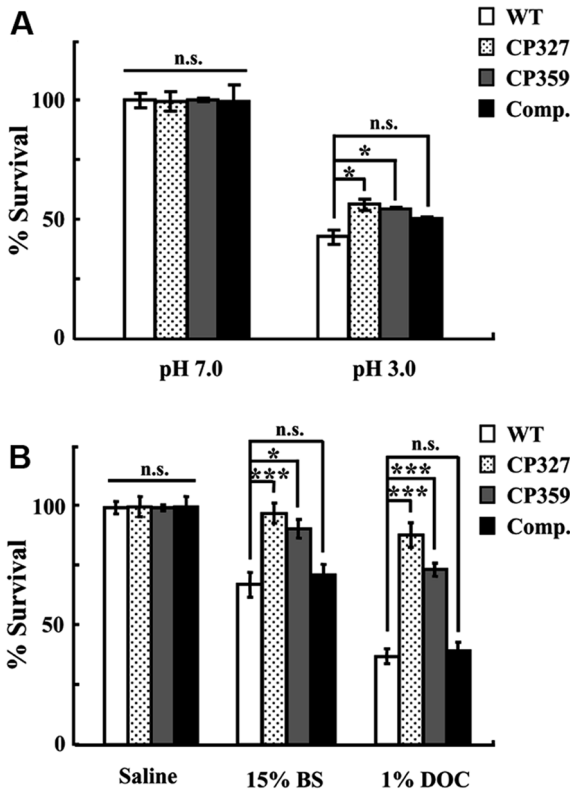 A
WT
CP327
CP359
Comp.
% Survival
100
50
0
n.s.
n.s.
*
*
pH 7.0
pH 3.0
B
WT
CP327
CP359
Comp.
% Survival
100
50
0
n.s.
n.s.
*
***
n.s.
***
***
Saline
15% BS
1% DOC